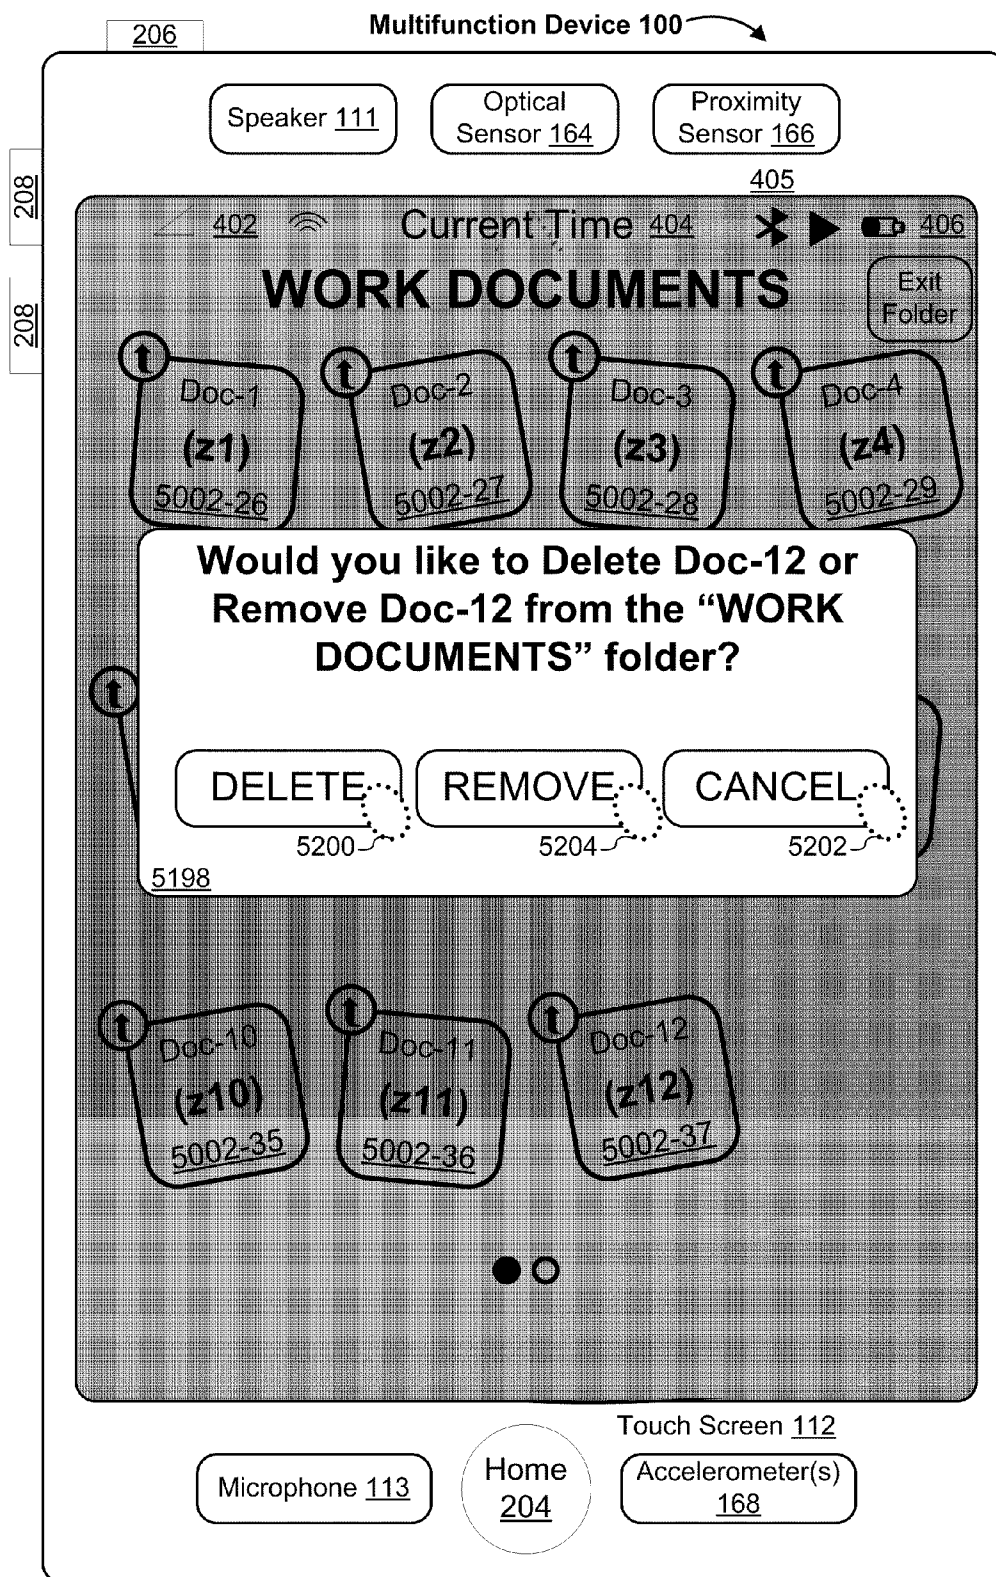 206
Multifunction Device 100
Speaker 111
Optical
Sensor 164
Proximity
Sensor 166
208
208
405
402
Current Time 404
406
WORK DOCUMENTS
Exit
Folder
Doc-1
(z1)
5002-26
Doc-2
(z2)
5002-27
Doc-3
(z3)
5002-28
Doc-4
(z4)
5002-29
Would you like to Delete Doc-12 or
Remove Doc-12 from the “WORK
DOCUMENTS” folder?
DELETE
REMOVE
CANCEL
5200
5204
5202
5198
Doc-10
(z10)
5002-35
Doc-11
(z11)
5002-36
Doc-12
(z12)
5002-37
Touch Screen 112
Microphone 113
Home
204
Accelerometer(s)
168